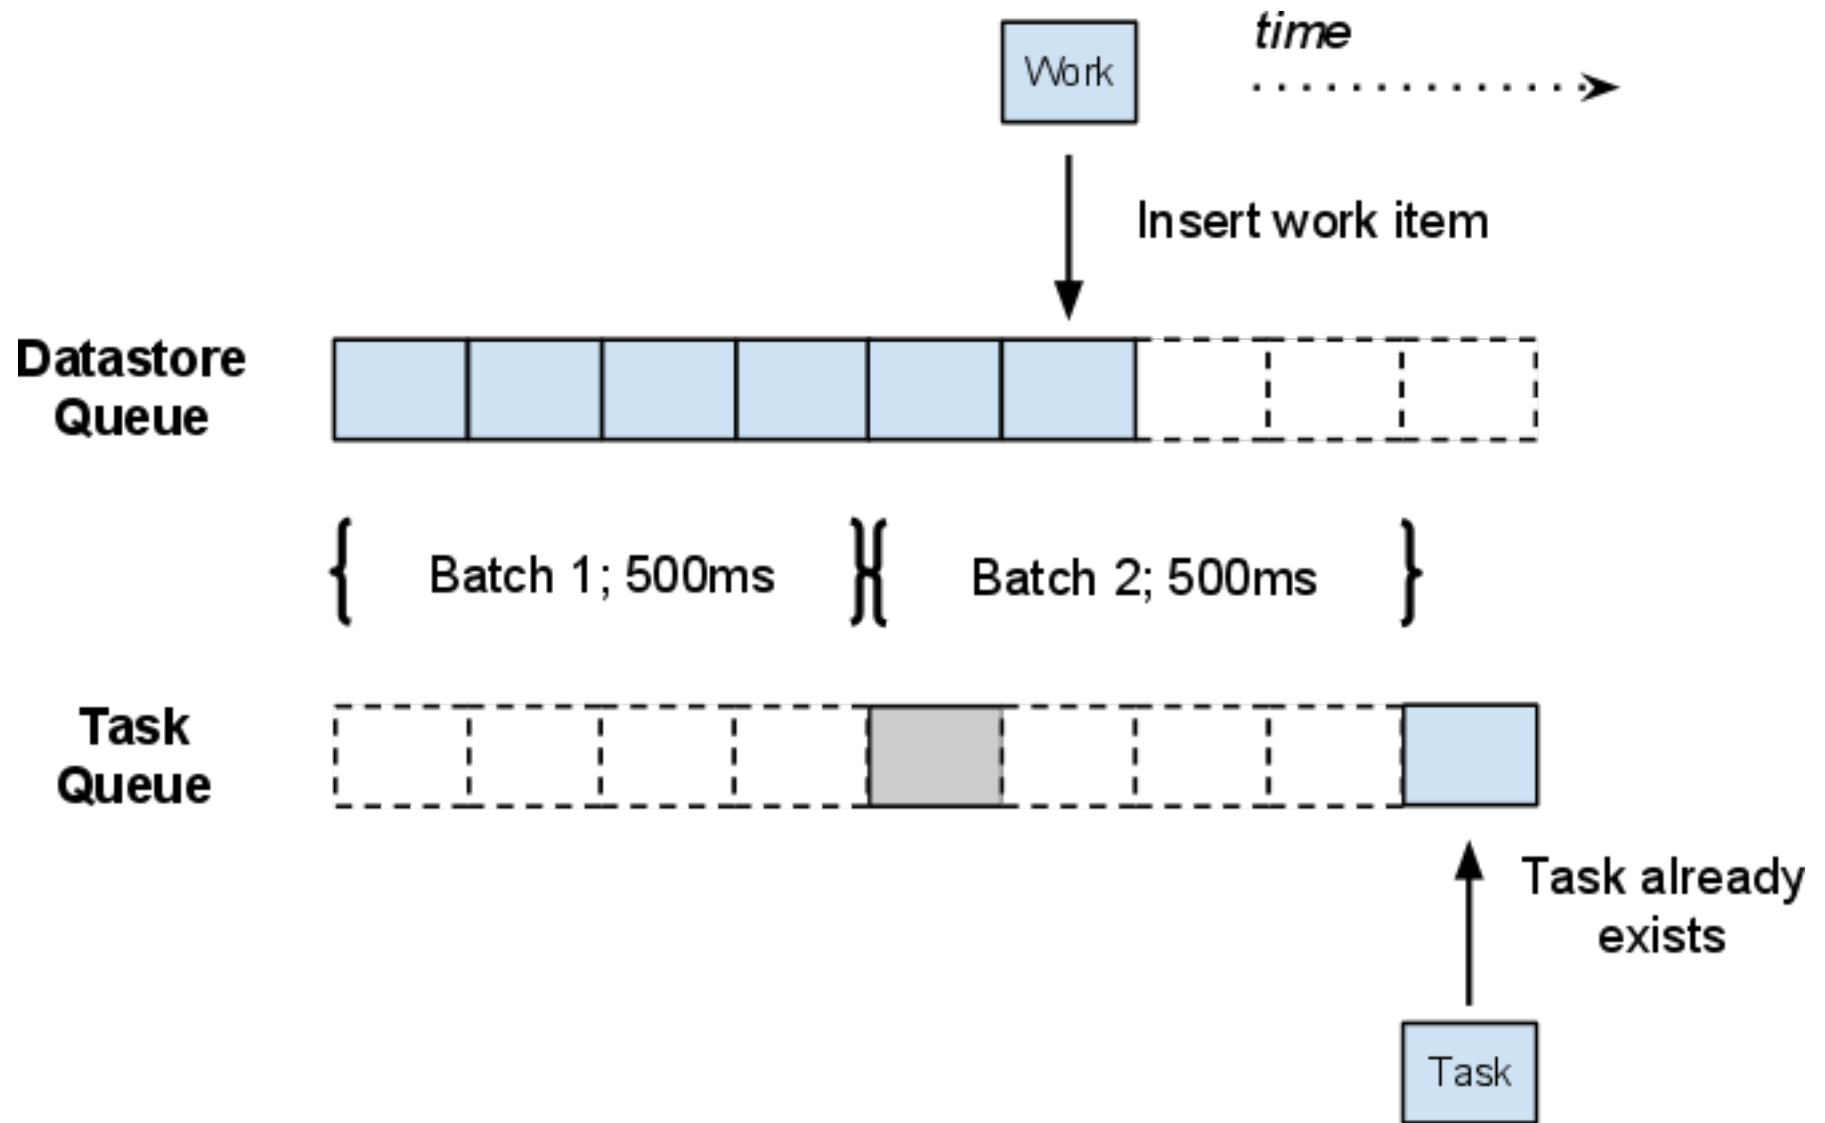 time
Work
Insert work item
Datastore
Queue
Batch 1; 500ms
Batch 2; 500ms
Task
Queue
Task already
exists
Task